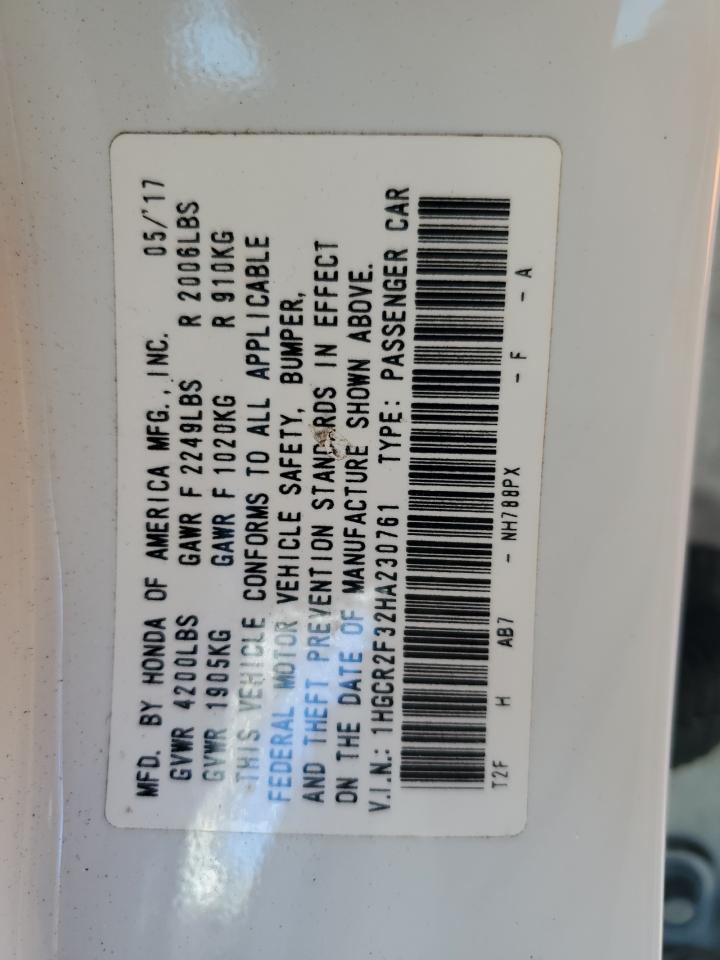 MFD. BY HONDA OF AMERICA MFG., INC. 05/'17
GVWR 4200LBS GAWR F 2249LBS R 2006LBS
GVWR 1905KG GAWR F 1020KG R 910KG
THIS VEHICLE CONFORMS TO ALL APPLICABLE
FEDERAL MOTOR VEHICLE SAFETY, BUMPER,
AND THEFT PREVENTION STANDARDS IN EFFECT
ON THE DATE OF MANUFACTURE SHOWN ABOVE.
V.I.N.: 1HGCR2F32HA230761 TYPE: PASSENGER CAR
T2F H AB7 - NH788PX - F - A